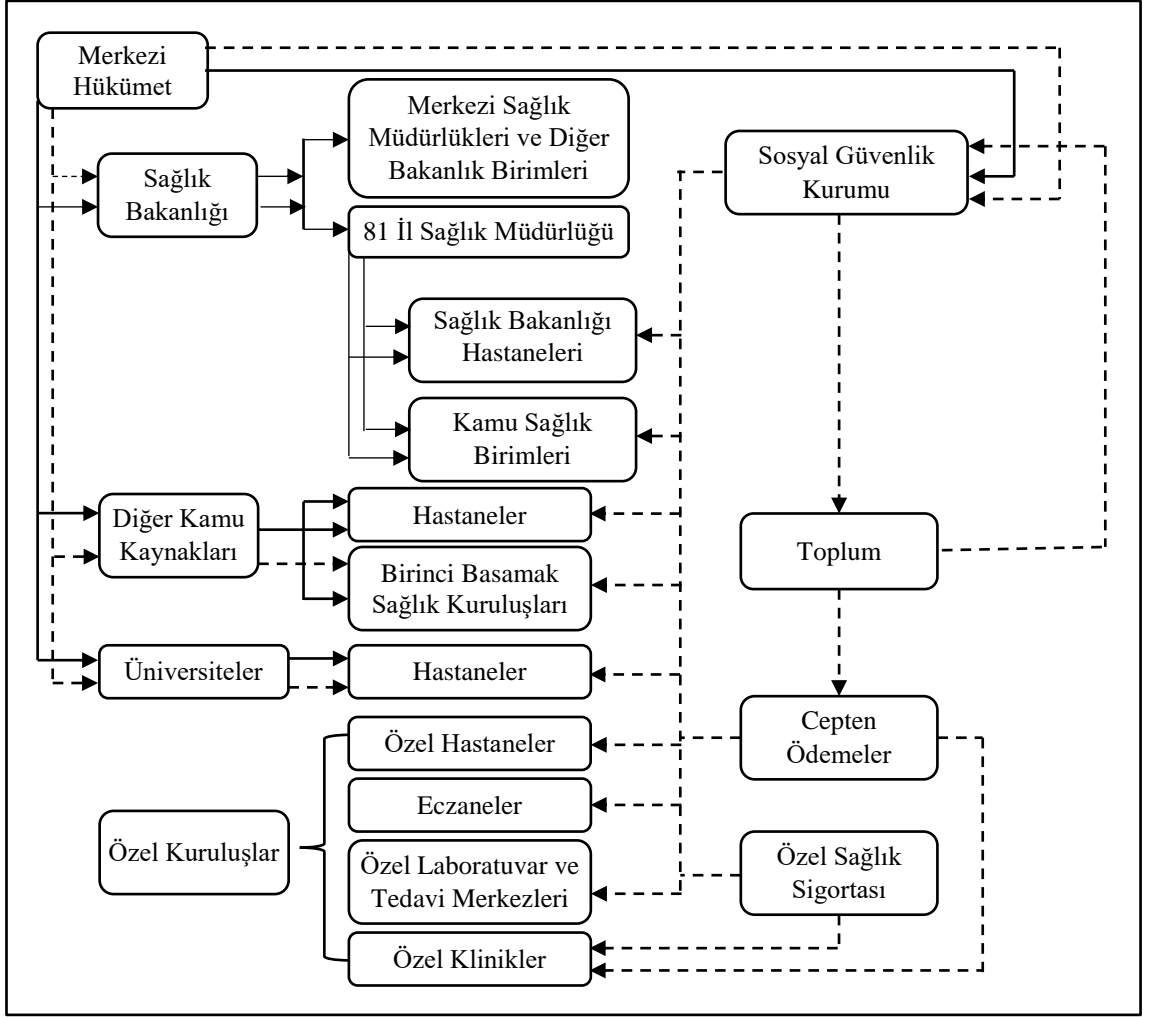 Merkezi
Hükümet
Merkezi Sağlık
Müdürlükleri ve Diğer
Bakanlık Birimleri
Sosyal Güvenlik
Kurumu
Sağlık
Bakanlığı
81 İl Sağlık Müdürlüğü
Sağlık Bakanlığı
Hastaneleri
Kamu Sağlık
Birimleri
Diğer Kamu
Kaynakları
Hastaneler
Toplum
Birinci Basamak
Sağlık Kuruluşları
Üniversiteler
Hastaneler
Özel Hastaneler
Cepten
Ödemeler
Eczaneler
Özel Kuruluşlar
Özel Laboratuvar ve
Tedavi Merkezleri
Özel Sağlık
Sigortası
Özel Klinikler